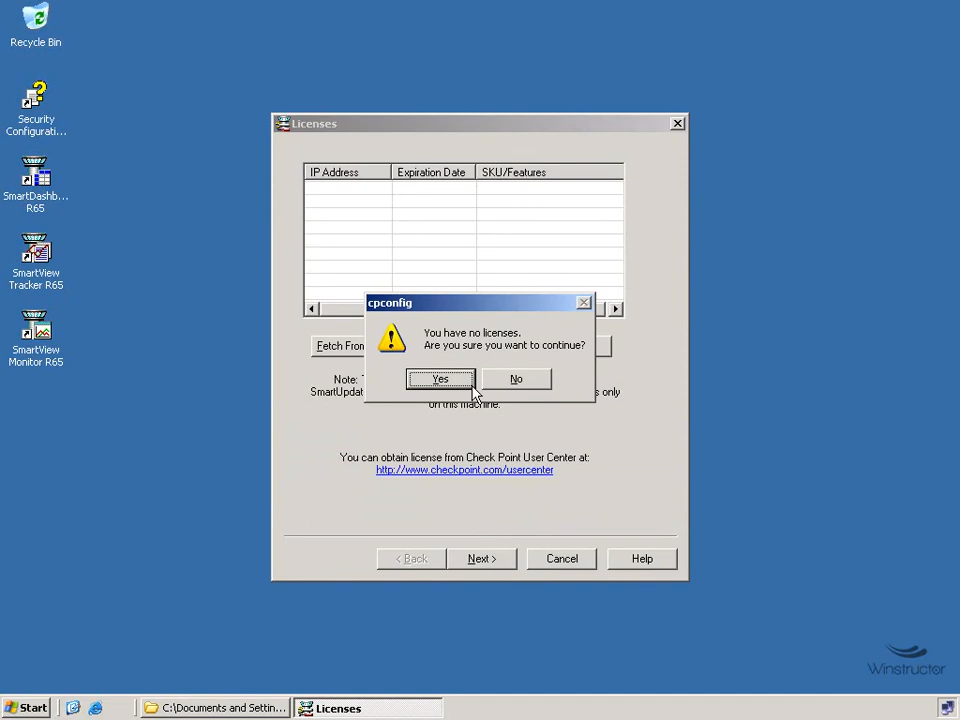 Recycle Bin
Security
Configurati...
SmartDashb...
R65
SmartView
Tracker R65
SmartView
Monitor R65
Licenses
IP Address
Expiration Date
SKU/Features
cpconfig
You have no licenses.
Are you sure you want to continue?
Yes
No
Fetch From
Note:
SmartUpdat
s only
on this machine.
You can obtain license from Check Point User Center at:
http://www.checkpoint.com/usercenter
< Back
Next >
Cancel
Help
Winstructor
Start
C:\Documents and Settin...
Licenses